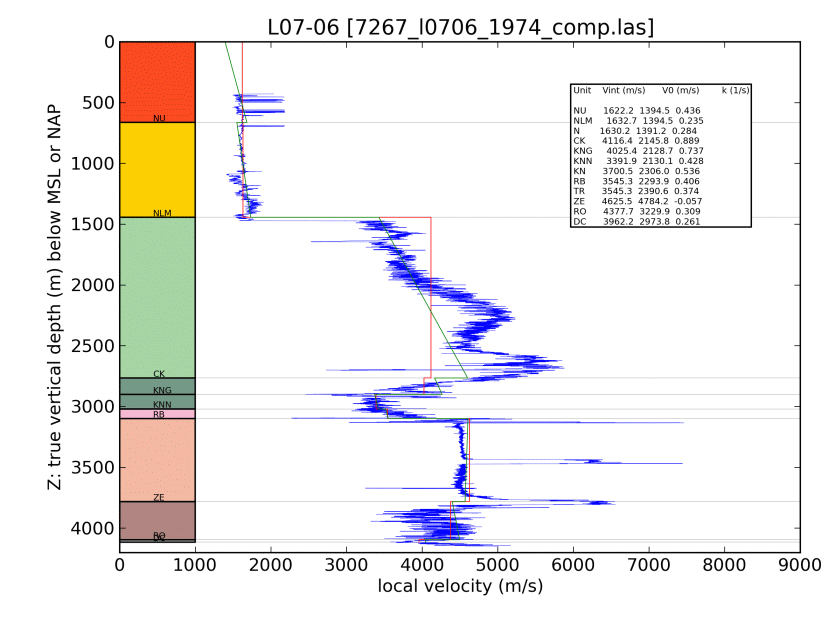 L07-06 [7267_l0706_1974_comp.las]
Z: true vertical depth (m) below MSL or NAP
0
500
1000
1500
2000
2500
3000
3500
4000
NU
NLM
CK
KNG
KNN
RB
ZE
RO
DC
Unit Vint (m/s) V0 (m/s) k (1/s)
NU 1622.2 1394.5 0.436
NLM 1632.7 1394.5 0.235
N 1630.2 1391.2 0.284
CK 4116.4 2145.8 0.889
KNG 4025.4 2128.7 0.737
KNN 3391.9 2130.1 0.428
KN 3700.5 2306.0 0.536
RB 3545.3 2293.9 0.406
TR 3545.3 2390.6 0.374
ZE 4625.5 4784.2 -0.057
RO 4377.7 3229.9 0.309
DC 3962.2 2973.8 0.261
0 1000 2000 3000 4000 5000 6000 7000 8000 9000
local velocity (m/s)